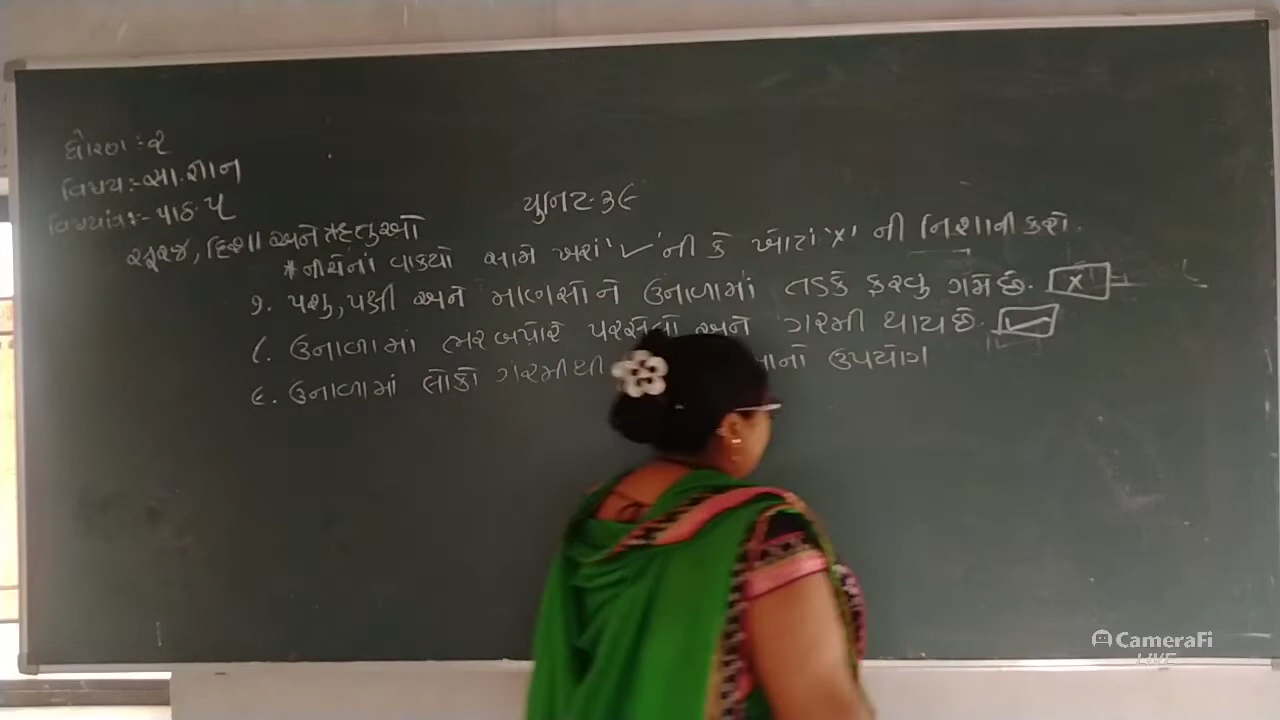 ધોરણ :- ૨
વિષય :- સા. જ્ઞાન
વિષયાંગ :- પાઠ- ૫
સૂરજ, દિશા અને ઋતુઓ
યુનિટ-૩૯
* નીચેનાં વાક્યો સામે ખરાં '✓' ની કે ખોટાં 'x' ની નિશાની કરો.
૭. પશુ, પક્ષી અને માણસોને ઉનાળામાં તડકે ફરવું ગમે છે. x
૮. ઉનાળામાં ભરબપોરે પરસેવો અને ગરમી થાય છે. ✓
૯. ઉનાળામાં લોકો ગરમીથી ઉપયોગ
CameraFi
LIVE